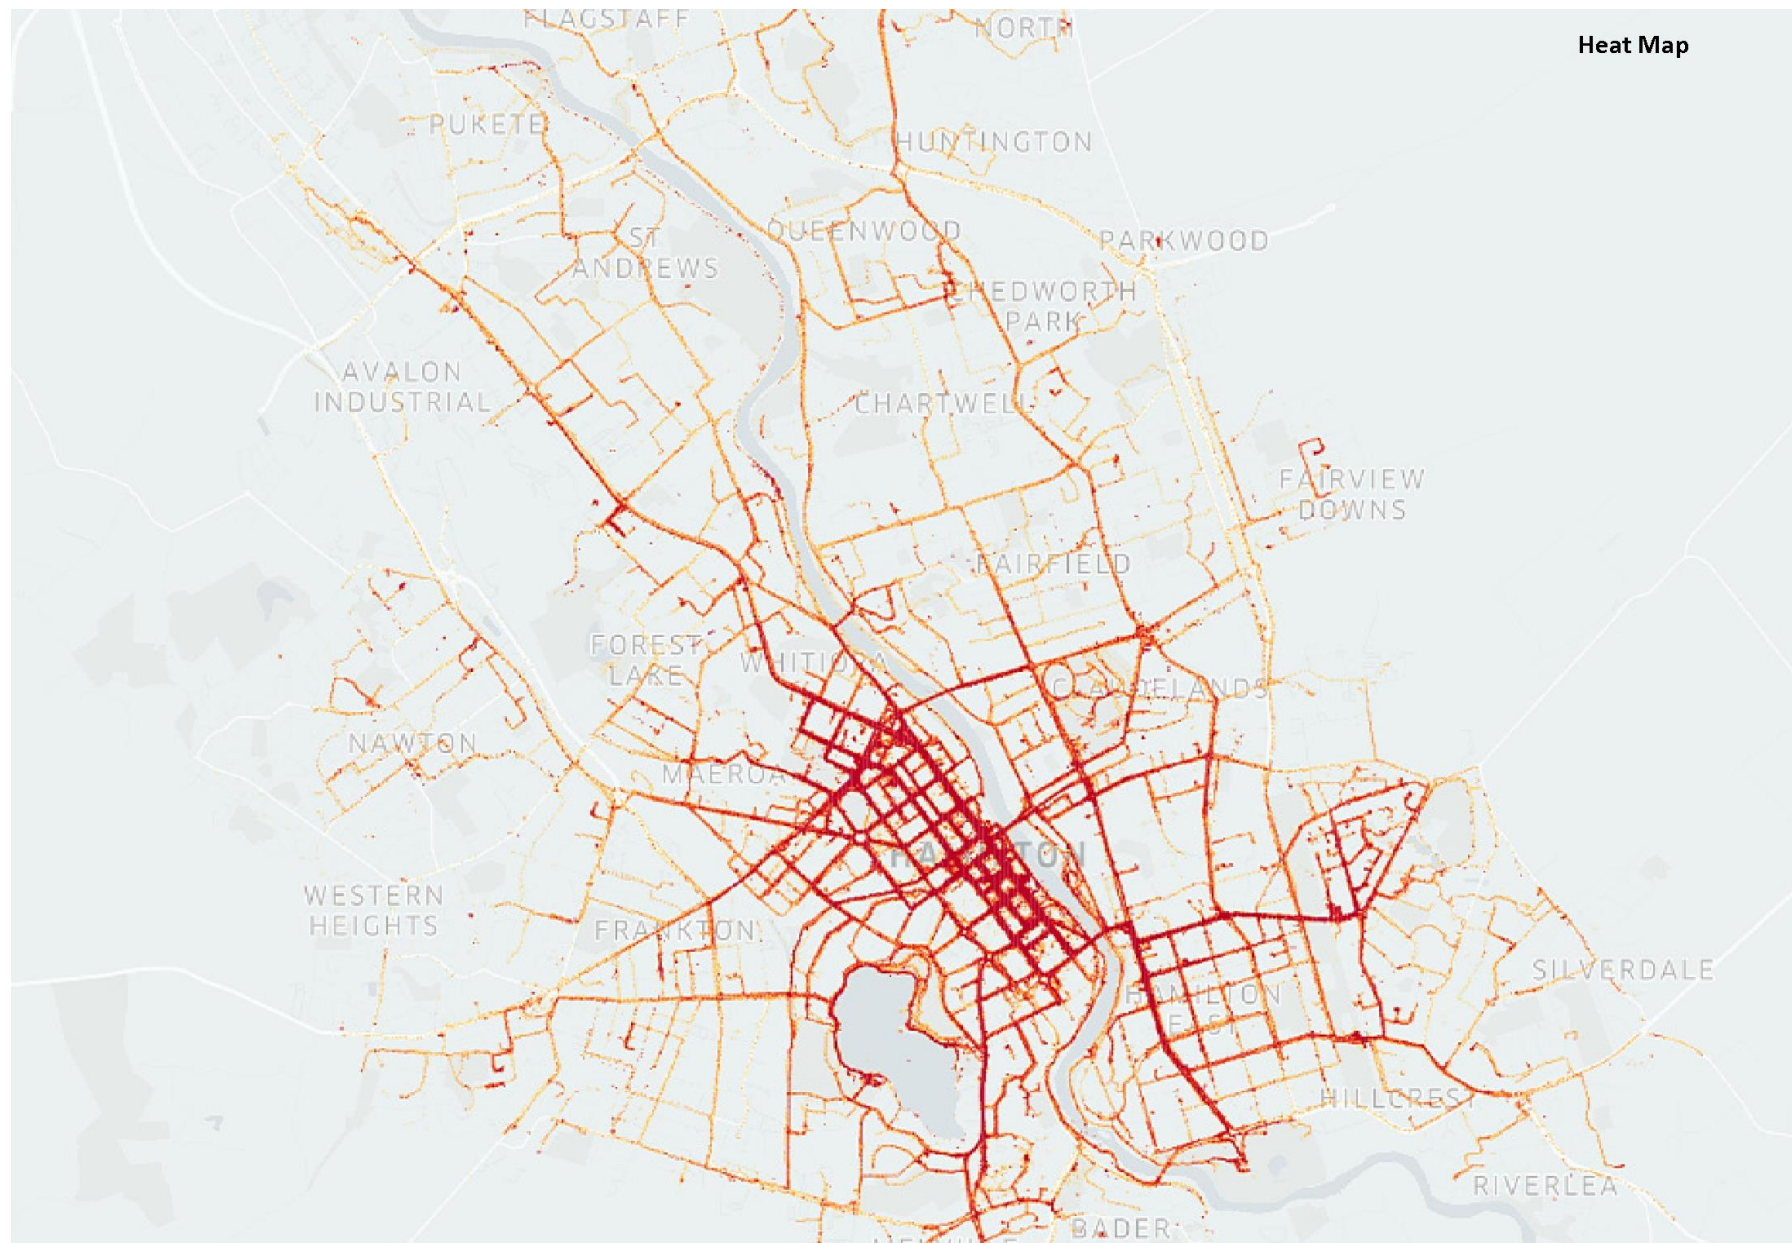 FLAGSTAFF
NORTH
Heat Map
PUKETE
HUNTINGTON
ST
ANDREWS
QUEENWOOD
PARKWOOD
CHEDWORTH
PARK
AVALON
INDUSTRIAL
CHARTWELL
FAIRVIEW
DOWNS
FAIRFIELD
FOREST
LAKE
WHITIORA
CLAUDELANDS
NAWTON
MAEROA
HAMILTON
WESTERN
HEIGHTS
FRANKTON
SILVERDALE
HAMILTON
EAST
HILLCREST
RIVERLEA
BADER
MELVILLE